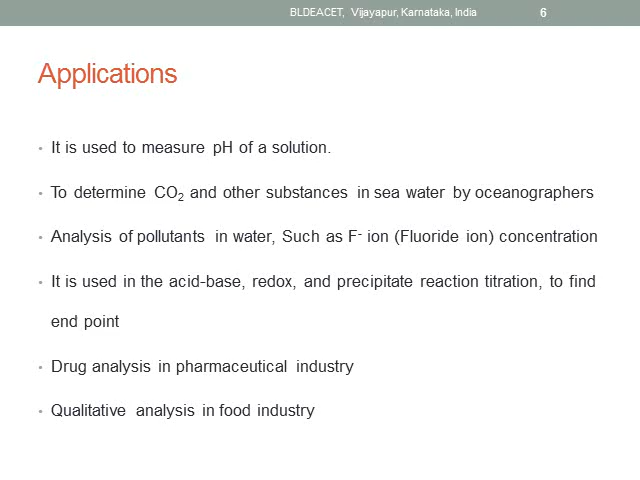 BLDEACET, Vijayapur, Karnataka, India 6
Applications
• It is used to measure pH of a solution.
• To determine CO₂ and other substances in sea water by oceanographers
• Analysis of pollutants in water, Such as F⁻ ion (Fluoride ion) concentration
• It is used in the acid-base, redox, and precipitate reaction titration, to find
end point
• Drug analysis in pharmaceutical industry
• Qualitative analysis in food industry